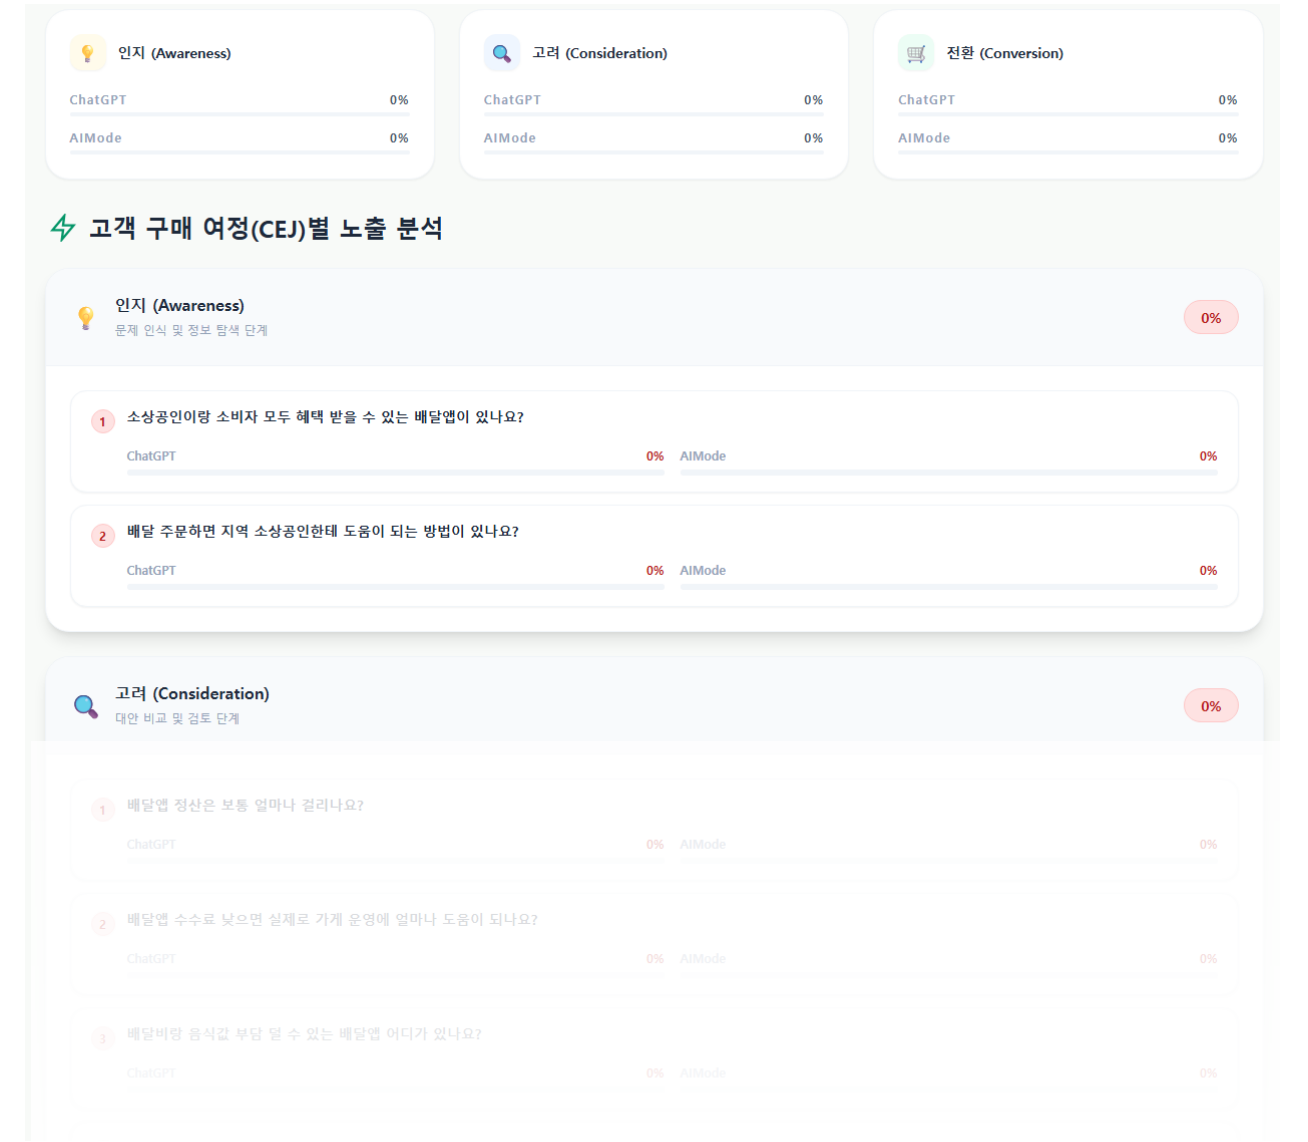 인지 (Awareness)
ChatGPT 0%
AIMode 0%
고려 (Consideration)
ChatGPT 0%
AIMode 0%
전환 (Conversion)
ChatGPT 0%
AIMode 0%
고객 구매 여정(CEJ)별 노출 분석
인지 (Awareness)
문제 인식 및 정보 탐색 단계
0%
1 소상공인이랑 소비자 모두 혜택 받을 수 있는 배달앱이 있나요?
ChatGPT 0% AIMode 0%
2 배달 주문하면 지역 소상공인한테 도움이 되는 방법이 있나요?
ChatGPT 0% AIMode 0%
고려 (Consideration)
대안 비교 및 검토 단계
0%
1 배달앱 정산은 보통 얼마나 걸리나요?
ChatGPT 0% AIMode 0%
2 배달앱 수수료 낮으면 실제로 가게 운영에 얼마나 도움이 되나요?
ChatGPT 0% AIMode 0%
3 배달비랑 음식값 부담 덜 수 있는 배달앱 어디가 있나요?
ChatGPT 0% AIMode 0%